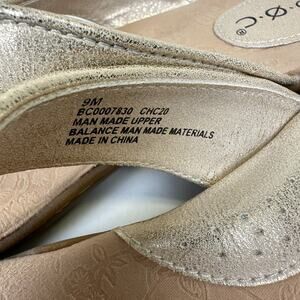 B·Ø·C®
9M
BC0007830 CHC20
MAN MADE UPPER
BALANCE MAN MADE MATERIALS
MADE IN CHINA